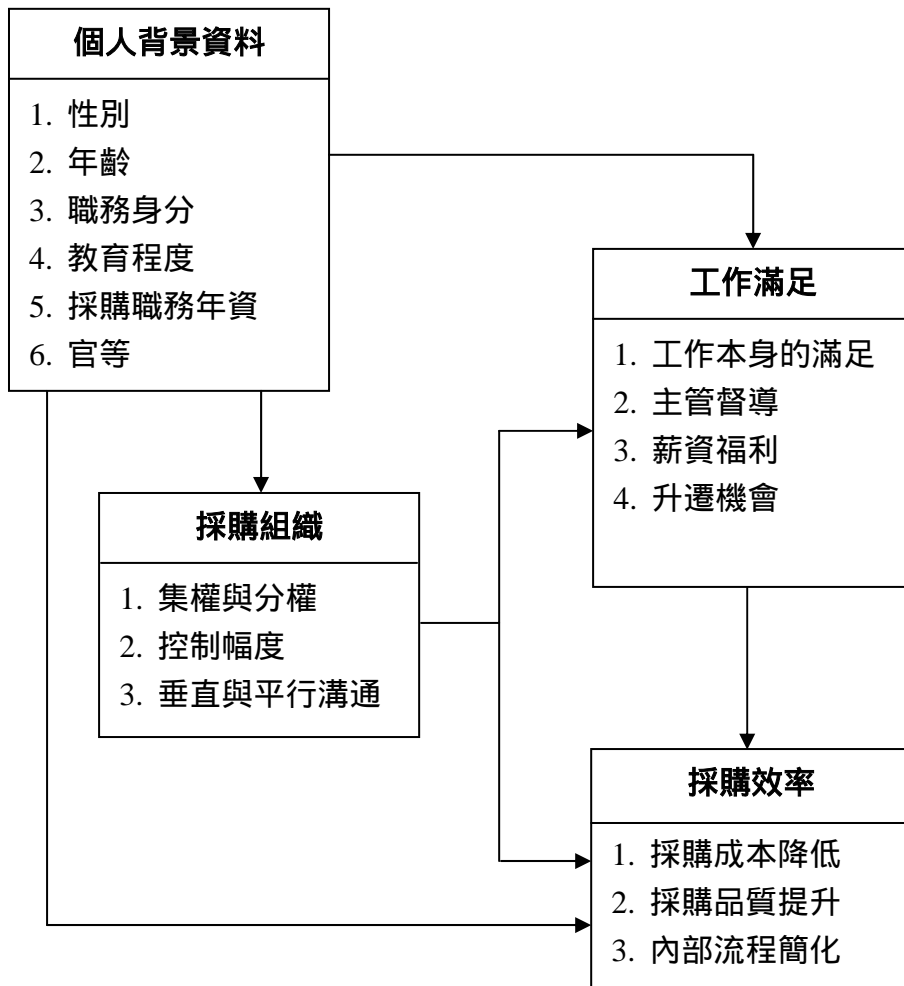 個人背景資料
1. 性別
2. 年齡
3. 職務身分
4. 教育程度
5. 採購職務年資
6. 官等
工作滿足
1. 工作本身的滿足
2. 主管督導
3. 薪資福利
4. 升遷機會
採購組織
1. 集權與分權
2. 控制幅度
3. 垂直與平行溝通
採購效率
1. 採購成本降低
2. 採購品質提升
3. 內部流程簡化